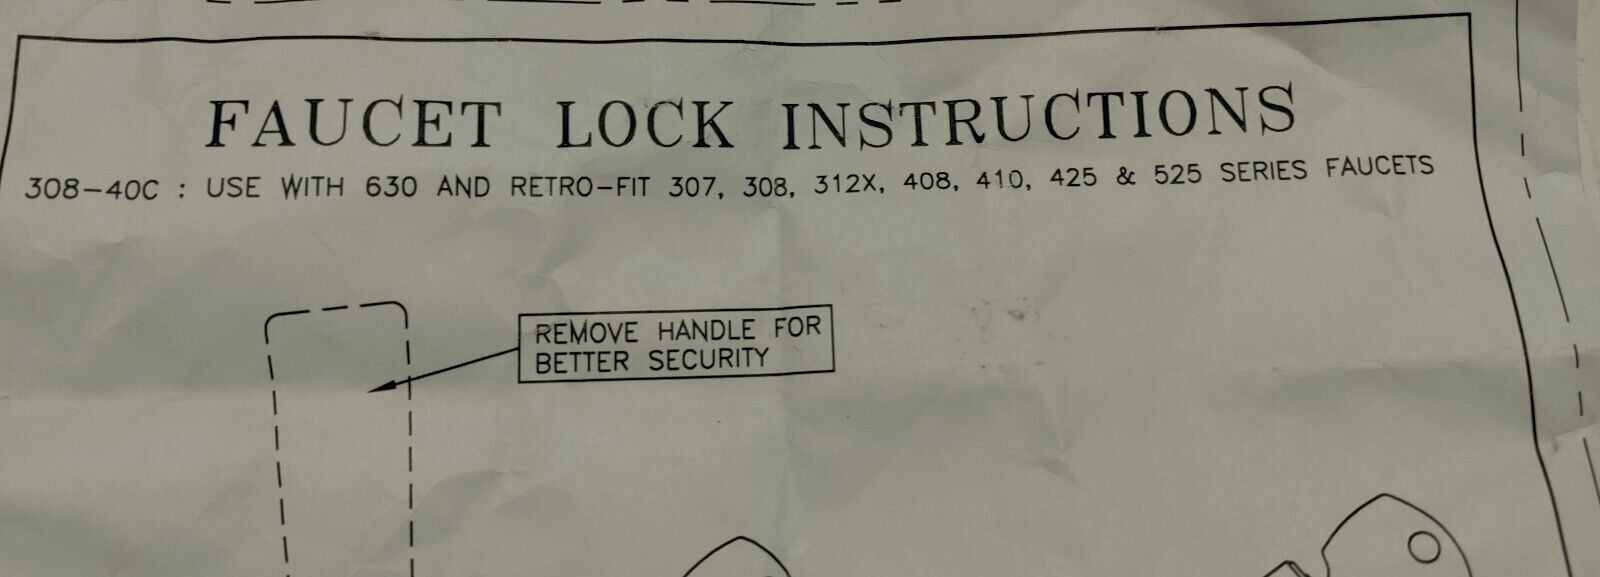 FAUCET LOCK INSTRUCTIONS
308-40C : USE WITH 630 AND RETRO-FIT 307, 308, 312X, 408, 410, 425 & 525 SERIES FAUCETS
REMOVE HANDLE FOR
BETTER SECURITY